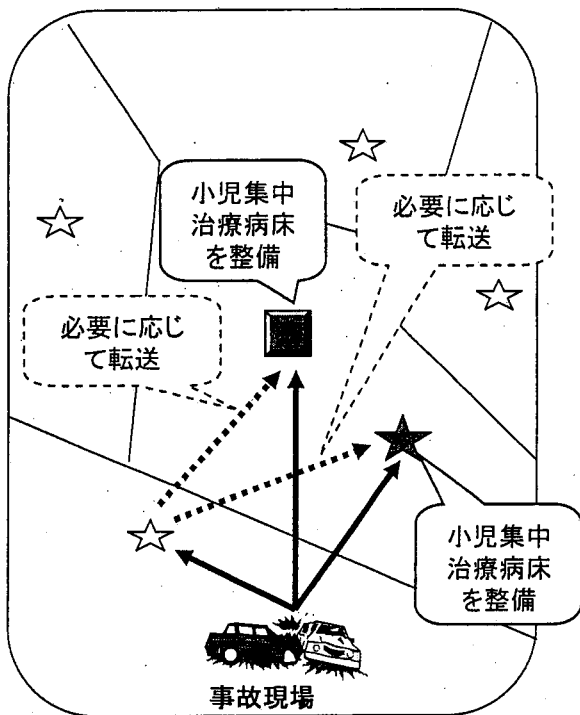 小児集中
治療病床
を整備
必要に応じ
て転送
必要に応じ
て転送
小児集中
治療病床
を整備
事故現場